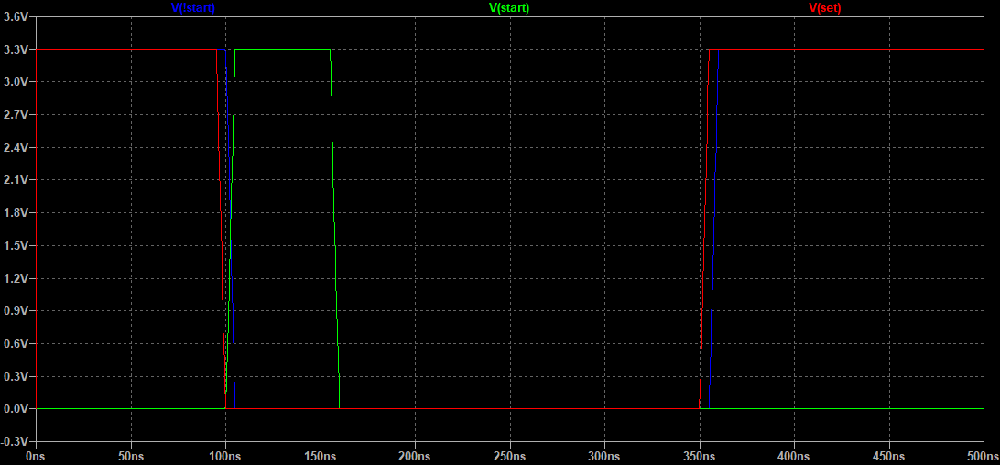 V(!start) V(start) V(set)
3.6V
3.3V
3.0V
2.7V
2.4V
2.1V
1.8V
1.5V
1.2V
0.9V
0.6V
0.3V
0.0V
-0.3V
0ns 50ns 100ns 150ns 200ns 250ns 300ns 350ns 400ns 450ns 500ns